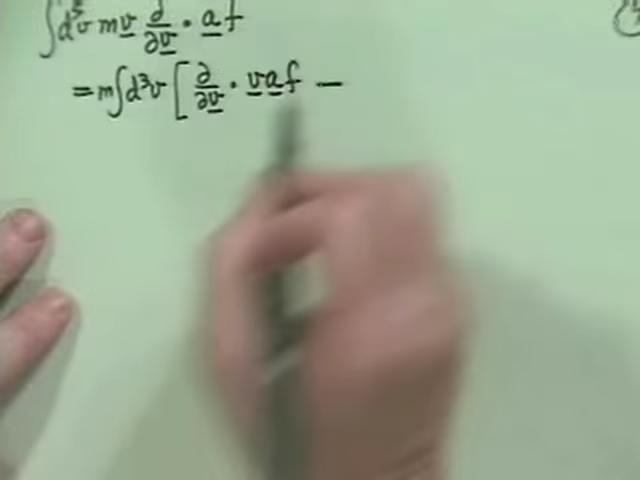 ∫d³v m v̲ ∂/∂v̲ · a̲ f
= m∫d³v [ ∂/∂v̲ · v̲ a̲ f −